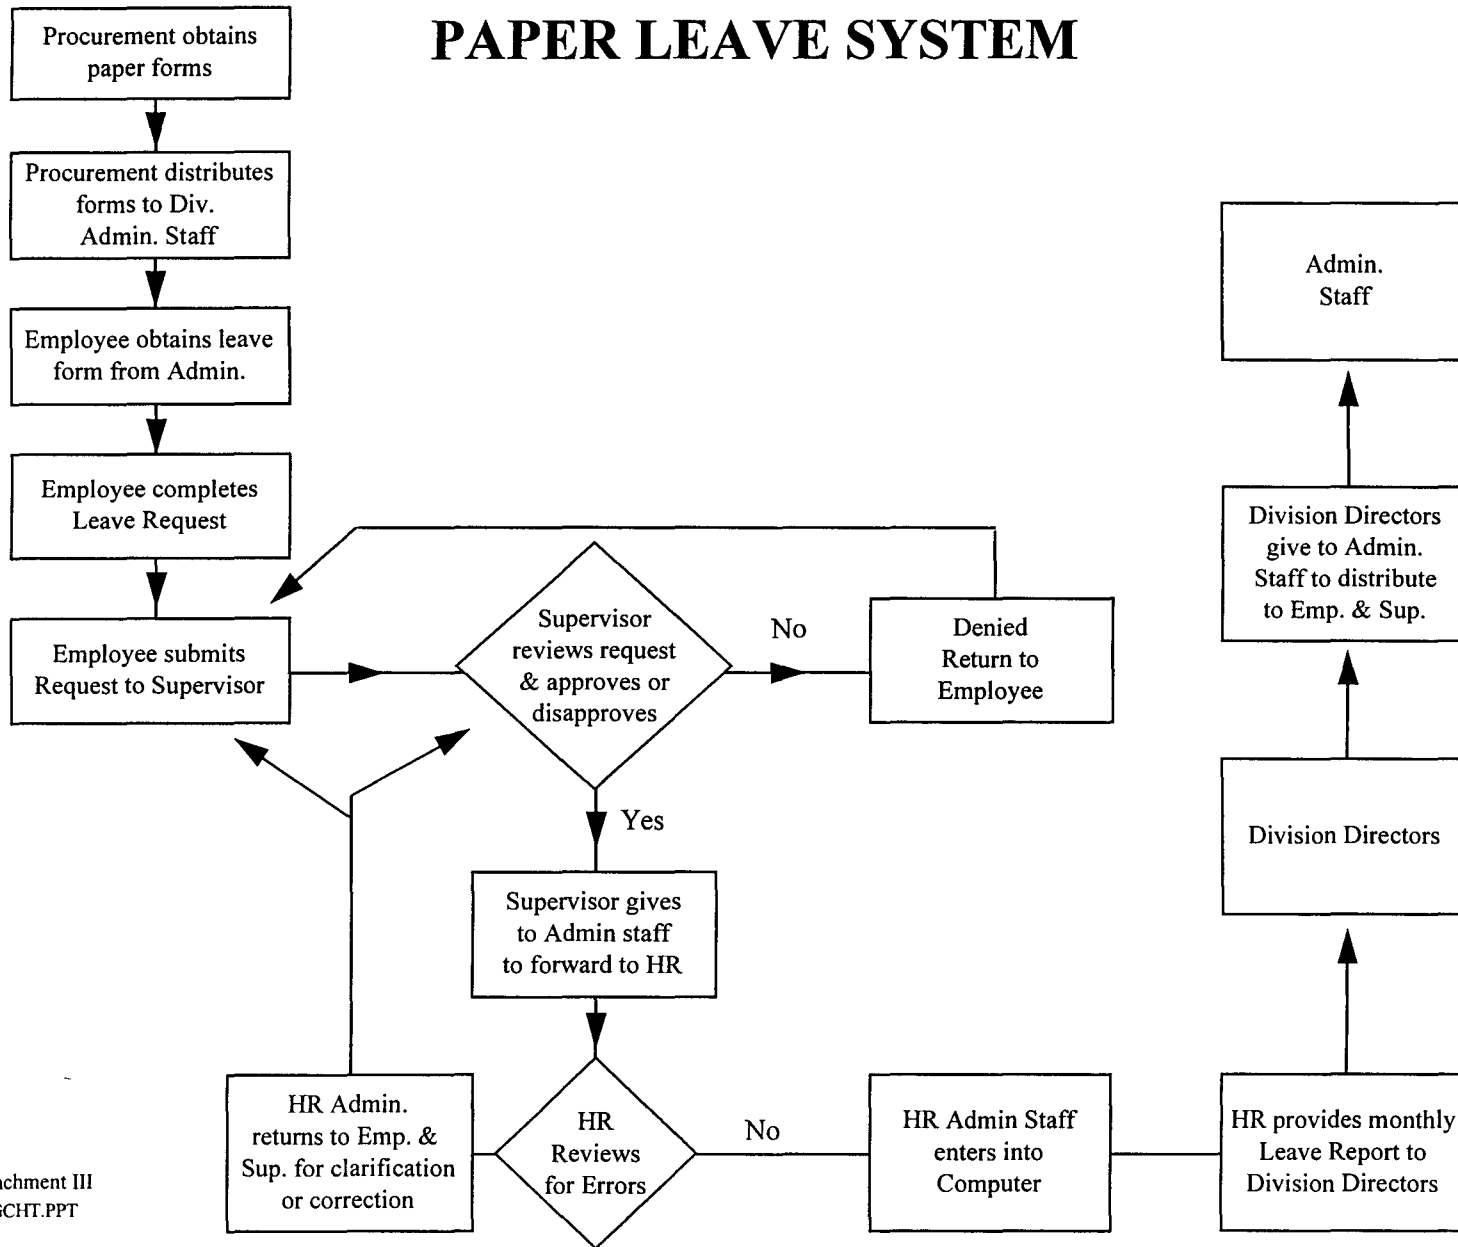 PAPER LEAVE SYSTEM
Procurement obtains
paper forms
Procurement distributes
forms to Div.
Admin. Staff
Employee obtains leave
form from Admin.
Employee completes
Leave Request
Employee submits
Request to Supervisor
Supervisor
reviews request
& approves or
disapproves
No
Denied
Return to
Employee
Yes
Supervisor gives
to Admin staff
to forward to HR
HR
Reviews
for Errors
HR Admin.
returns to Emp. &
Sup. for clarification
or correction
No
HR Admin Staff
enters into
Computer
HR provides monthly
Leave Report to
Division Directors
Division Directors
Division Directors
give to Admin.
Staff to distribute
to Emp. & Sup.
Admin.
Staff
achment III
GCHT.PPT